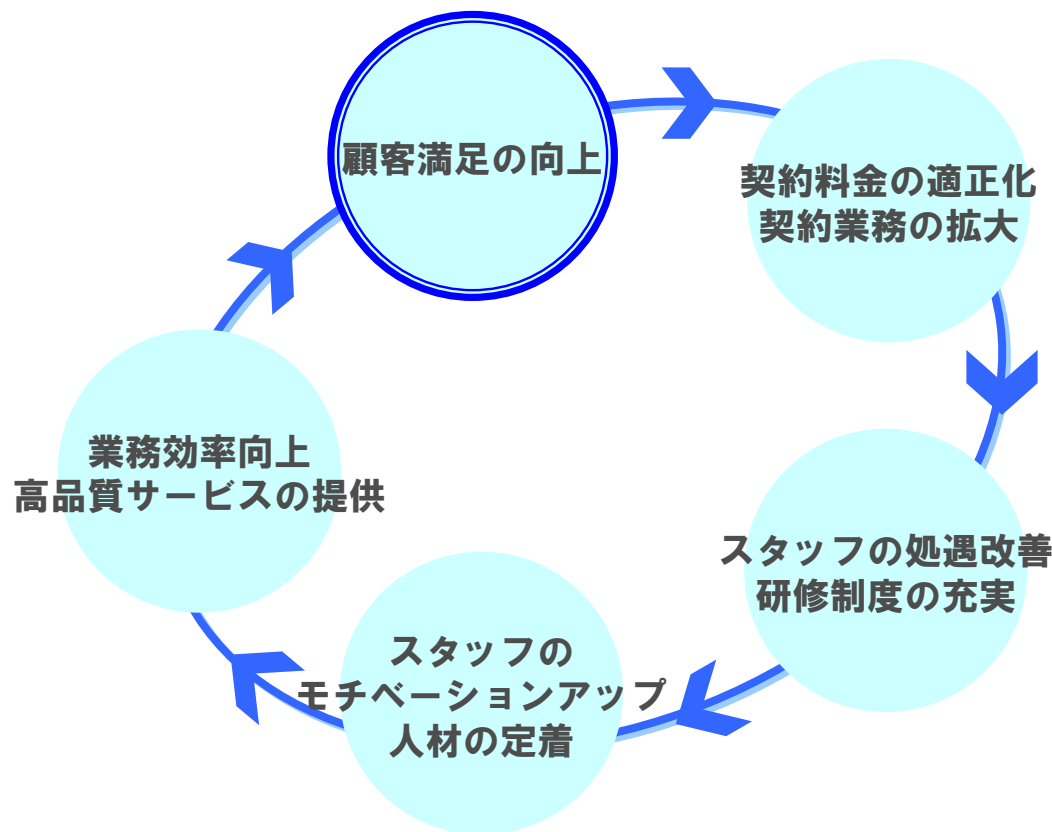 顧客満足の向上
契約料金の適正化
契約業務の拡大
スタッフの処遇改善
研修制度の充実
スタッフの
モチベーションアップ
人材の定着
業務効率向上
高品質サービスの提供